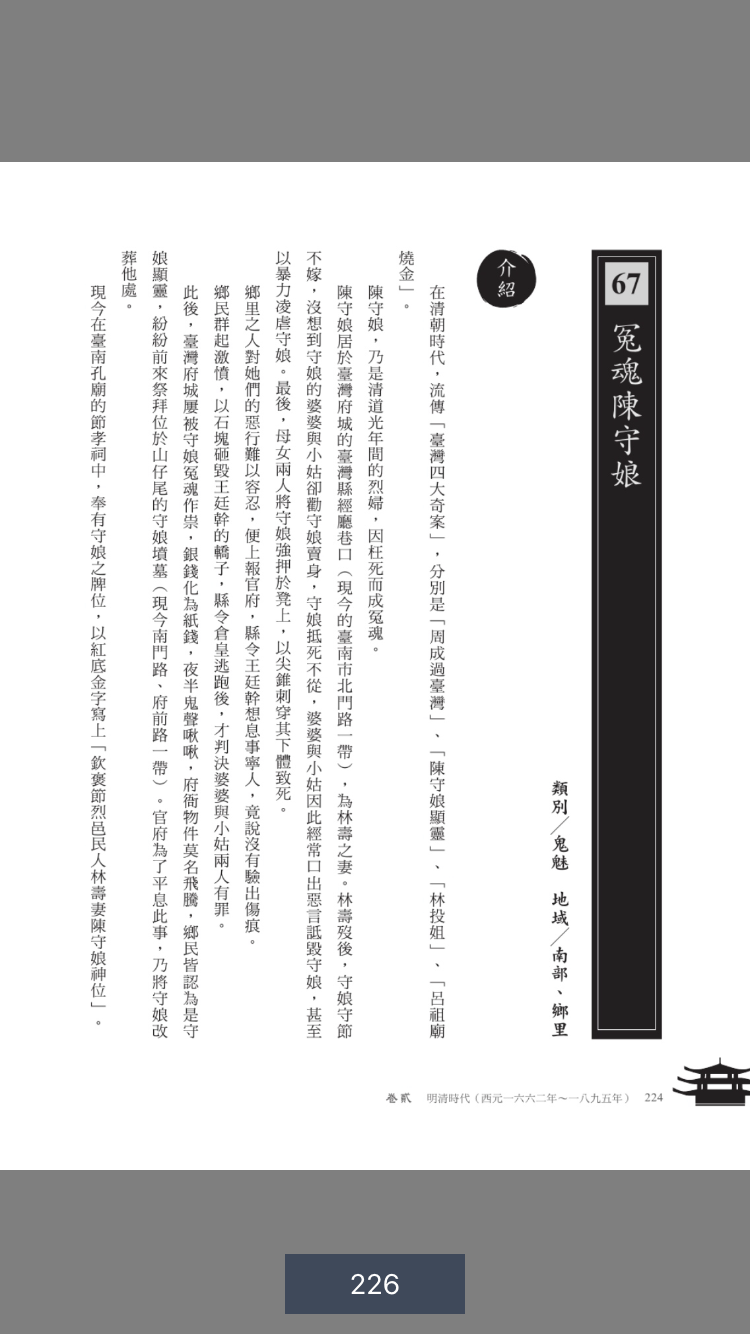 67 冤魂陳守娘
類別／鬼魅　地域／南部、鄉里
介紹
在清朝時代，流傳「臺灣四大奇案」，分別是「周成過臺灣」、「陳守娘顯靈」、「林投姐」、「呂祖廟
燒金」。
陳守娘，乃是清道光年間的烈婦，因枉死而成冤魂。
陳守娘居於臺灣府城的臺灣縣經廳巷口（現今的臺南市北門路一帶），為林壽之妻。林壽歿後，守娘守節
不嫁，沒想到守娘的婆婆與小姑卻勸守娘賣身，守娘抵死不從，婆婆與小姑因此經常口出惡言詆毀守娘，甚至
以暴力凌虐守娘。最後，母女兩人將守娘強押於凳上，以尖錐刺穿其下體致死。
鄉里之人對她們的惡行難以容忍，便上報官府，縣令王廷幹想息事寧人，竟說沒有驗出傷痕。
鄉民群起激憤，以石塊砸毀王廷幹的轎子，縣令倉皇逃跑後，才判決婆婆與小姑兩人有罪。
此後，臺灣府城屢被守娘冤魂作祟，銀錢化為紙錢，夜半鬼聲啾啾，府衙物件莫名飛騰，鄉民皆認為是守
娘顯靈，紛紛前來祭拜位於山仔尾的守娘墳墓（現今南門路、府前路一帶）。官府為了平息此事，乃將守娘改
葬他處。
現今在臺南孔廟的節孝祠中，奉有守娘之牌位，以紅底金字寫上「欽褒節烈邑民人林壽妻陳守娘神位」。
卷貳　明清時代（西元一六六二年～一八九五年）　224
226